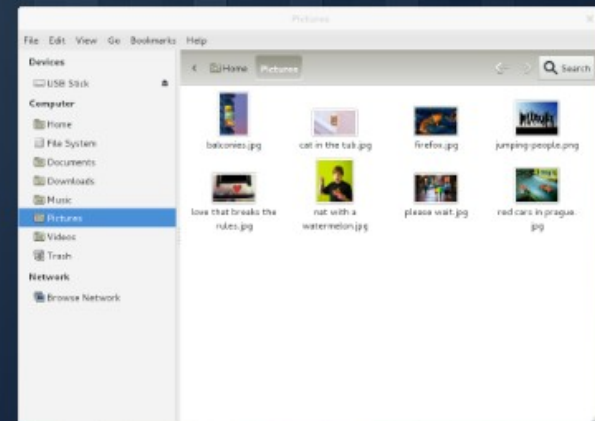 Pictures
File Edit View Go Bookmarks Help
Devices
USB Stick
Computer
Home
File System
Documents
Downloads
Music
Pictures
Videos
Trash
Network
Browse Network
Home Pictures Search
balconies.jpg cat in the tub.jpg firefox.jpg jumping-people.png
love that breaks the rules.jpg
nat with a watermelon.jpg
please wait.jpg
red cars in prague.jpg